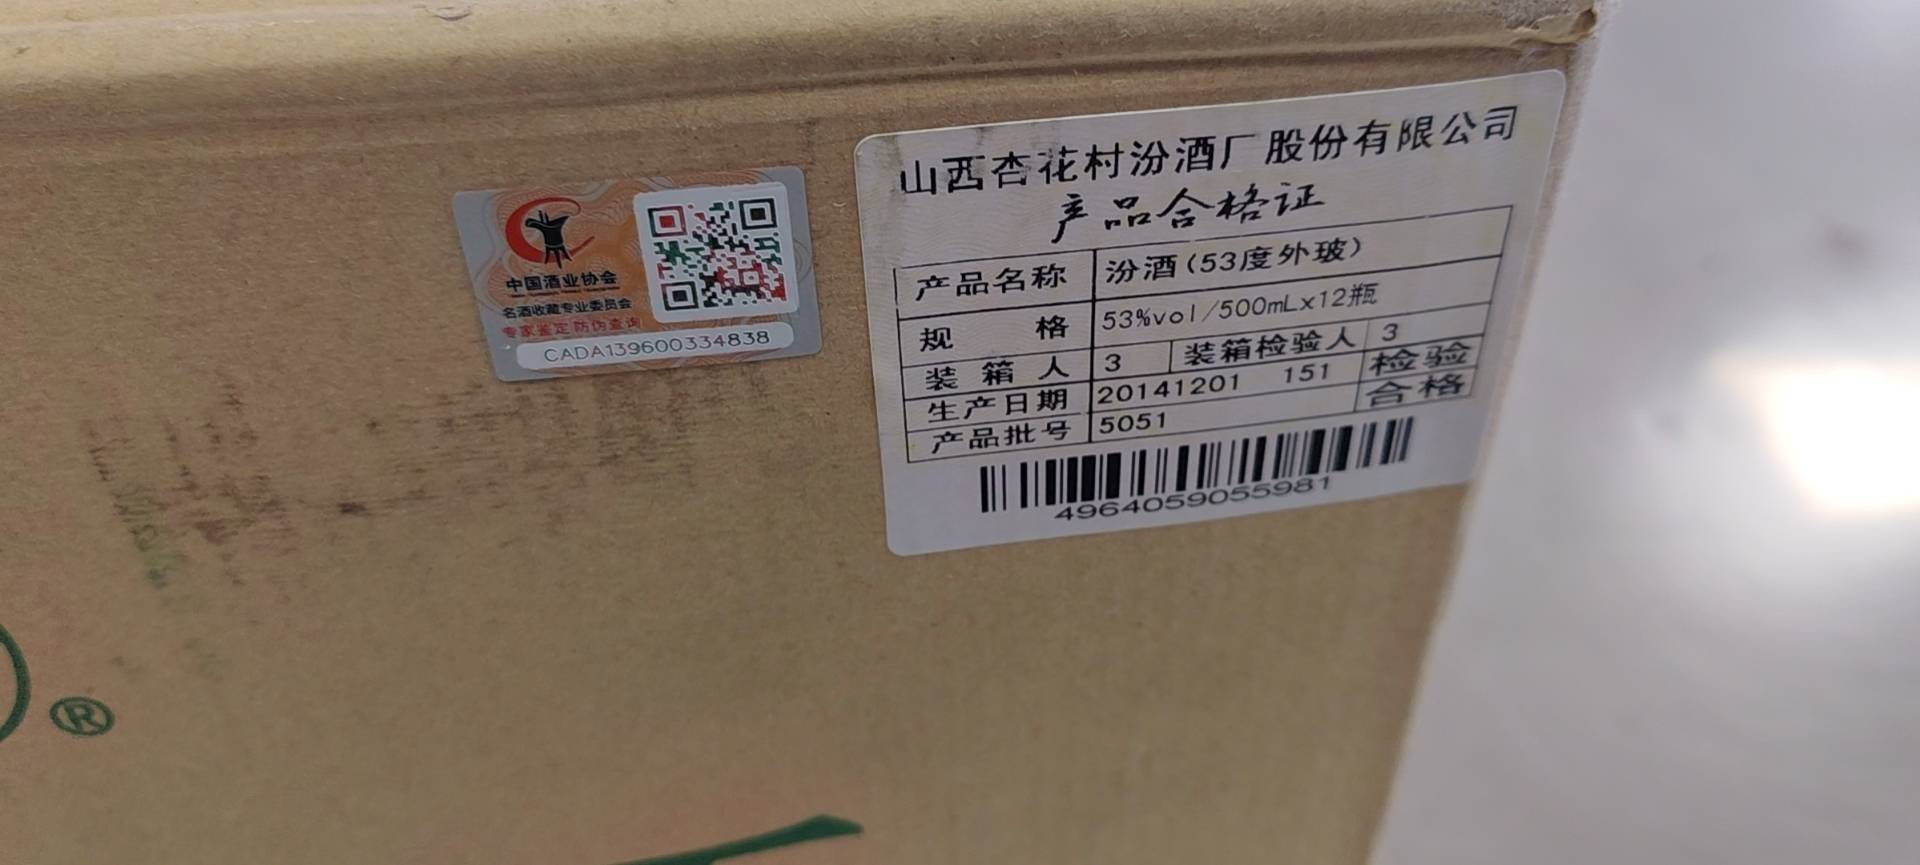 中国酒业协会
名酒收藏专业委员会
专家鉴定 防伪查询
CADA139600334838
山西杏花村汾酒厂股份有限公司
产品合格证
产品名称 汾酒(53度外玻)
规 格 53%vol/500mLx12瓶
装箱人 3 装箱检验人 3
生产日期 20141201 151 检验
产品批号 5051 合格
4964059055981
®